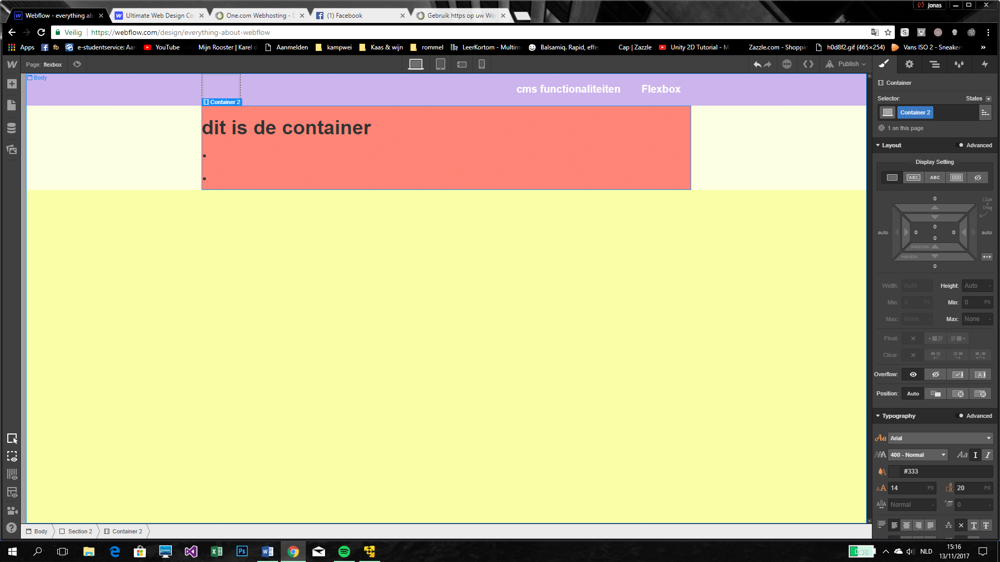 jonas
Webflow - everything ab
Ultimate Web Design Co
One.com Webhosting - D
(1) Facebook
Gebruik https op uw Wor
Veilig https://webflow.com/design/everything-about-webflow
Apps fb e-studentservice: Aan YouTube Mijn Rooster | Karel d Aanmelden kampwei Kaas & wijn rommel LeerKortom - Multim Balsamiq. Rapid, effec Cap | Zazzle Unity 2D Tutorial - M Zazzle.com - Shoppin h0d8f2.gif (465×254) Vans ISO 2 - Sneakers »
Page: flexbox
Publish
Body
cms functionaliteiten Flexbox
Container 2
dit is de container
Container
Selector: States
Container 2
1 on this page
Layout Advanced
Display Setting
ABC ABC
0
Click + Drag
0
auto 0 0 auto
0
PADDING
MARGIN
0
Width: Auto - Height: Auto -
Min: 0 PX Min: 0 PX
Max: None - Max: None -
Float:
Clear:
Overflow:
Position: Auto
Typography Advanced
Arial
400 - Normal
#333
14 PX 20 PX
Normal - 0 -
Body Section 2 Container 2
0:38 NLD 15:16
13/11/2017